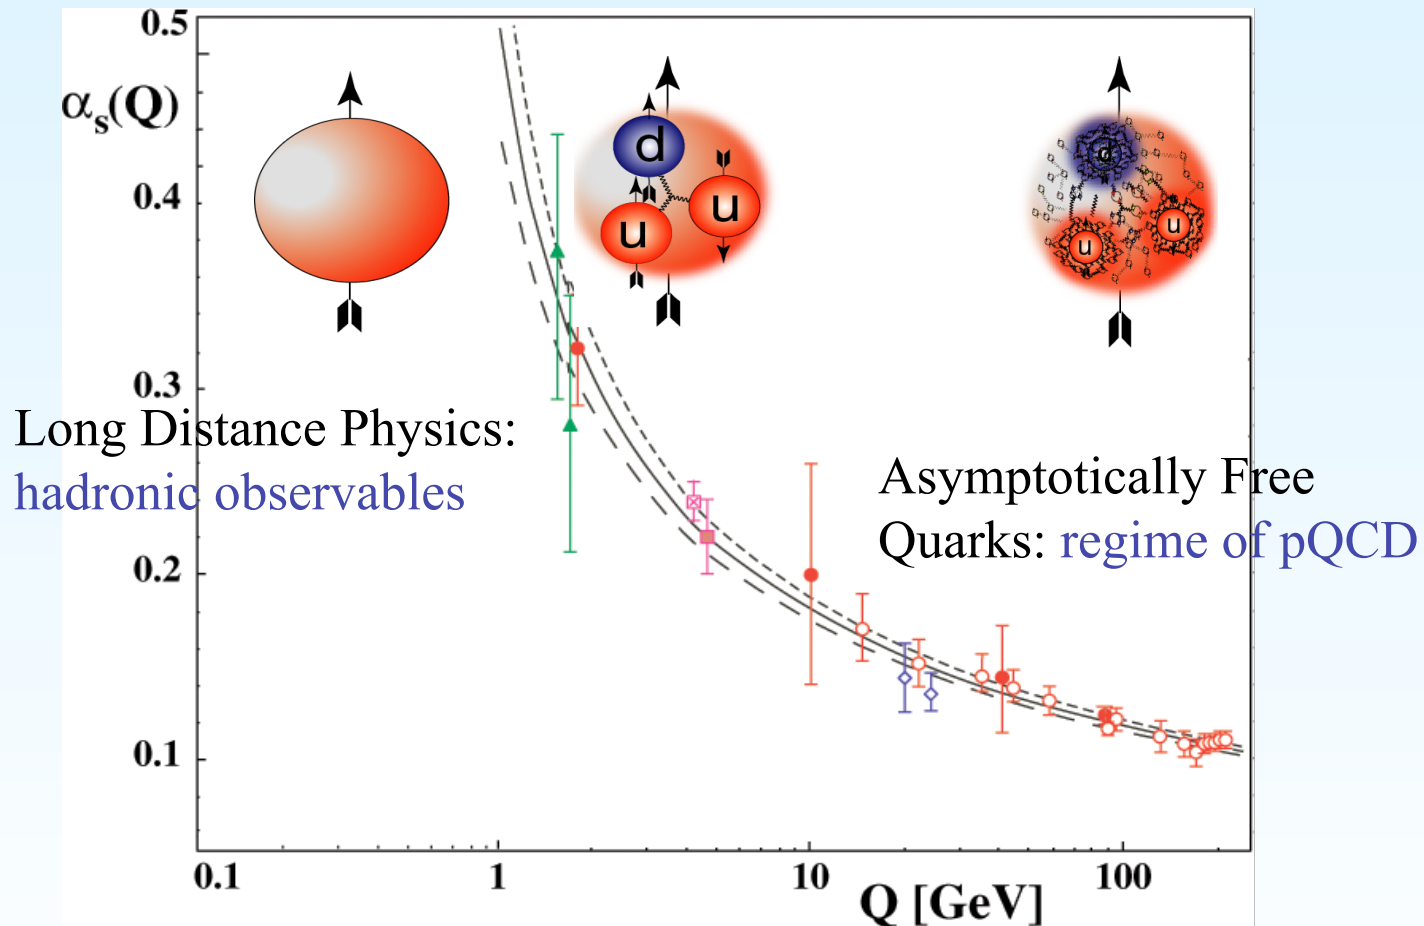 0.5
αs(Q)
0.4
0.3
0.2
0.1
d
u
u
d
u
u
Long Distance Physics:
hadronic observables
Asymptotically Free
Quarks: regime of pQCD
0.1 1 10 100
Q [GeV]